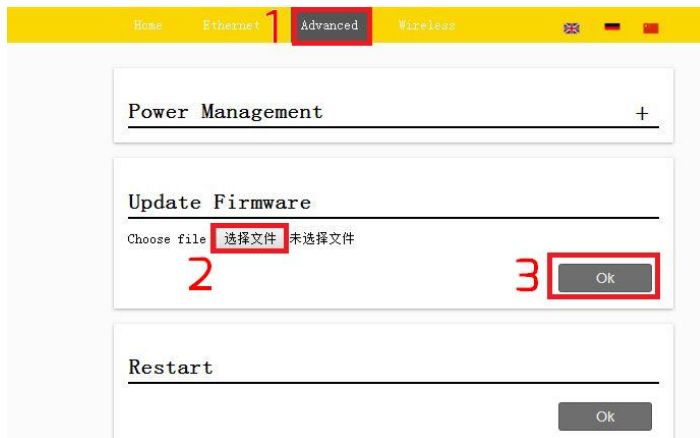 Home Ethernet 1 Advanced Wireless
Power Management +
Update Firmware
Choose file 选择文件 未选择文件
2
3 Ok
Restart
Ok